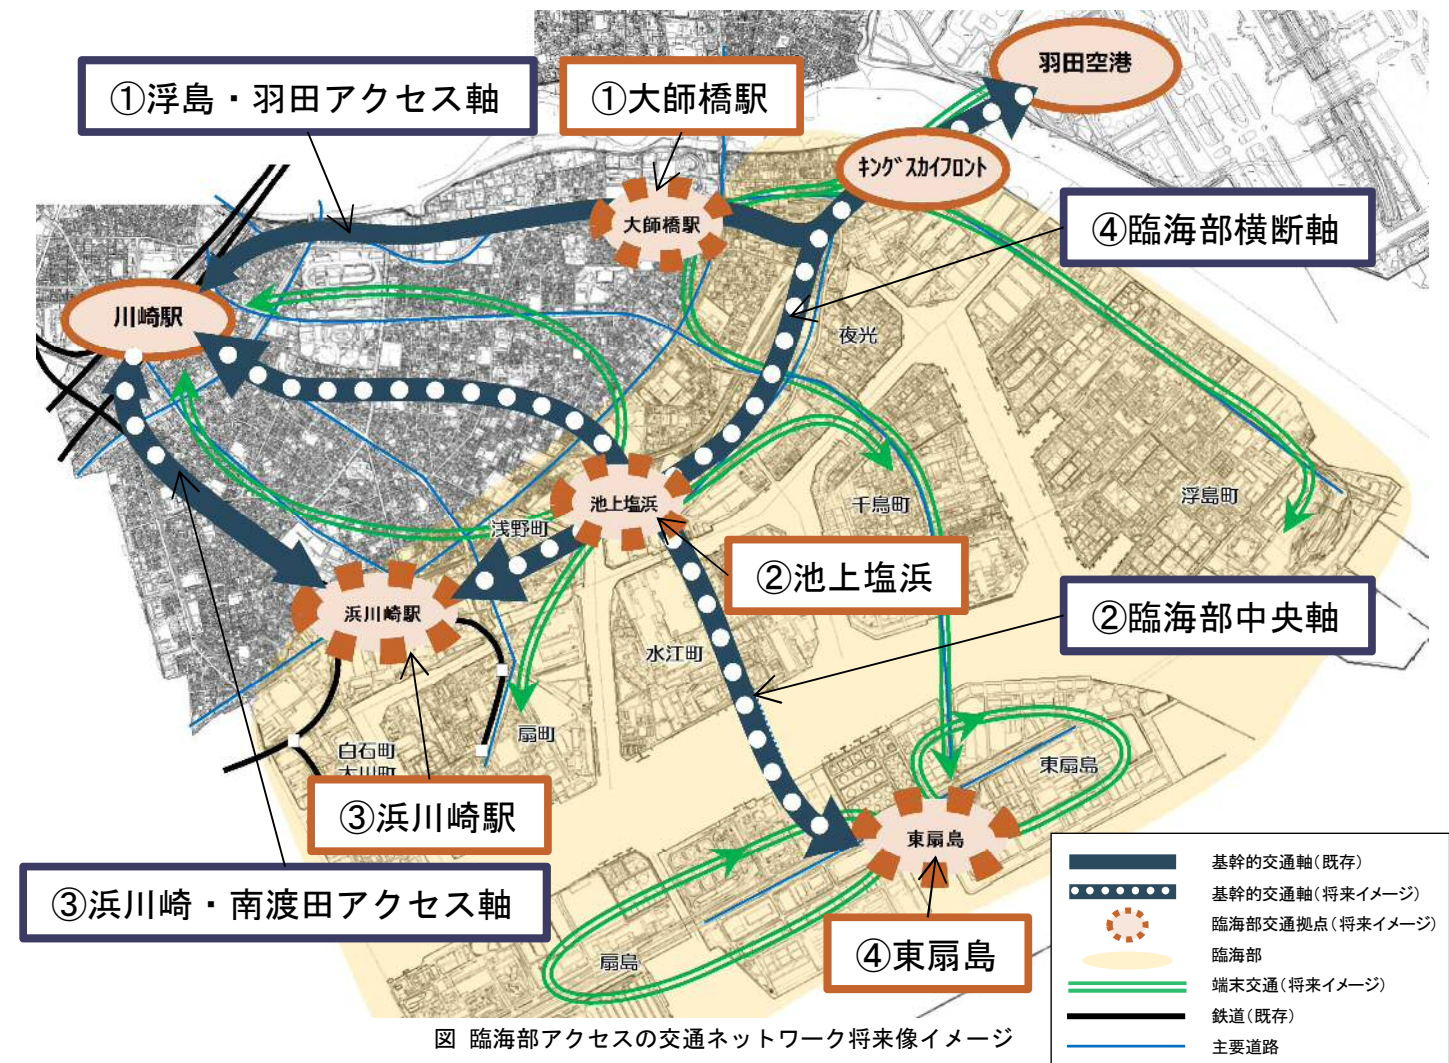 羽田空港
①浮島・羽田アクセス軸
①大師橋駅
キングスカイフロント
大師橋駅
④臨海部横断軸
川崎駅
夜光
池上塩浜
千鳥町
浮島町
浅野町
②池上塩浜
浜川崎駅
②臨海部中央軸
水江町
扇町
白石町
大川町
東扇島
③浜川崎駅
東扇島
③浜川崎・南渡田アクセス軸
扇島
④東扇島
基幹的交通軸(既存)
基幹的交通軸(将来イメージ)
臨海部交通拠点(将来イメージ)
臨海部
端末交通(将来イメージ)
鉄道(既存)
主要道路
図 臨海部アクセスの交通ネットワーク将来像イメージ